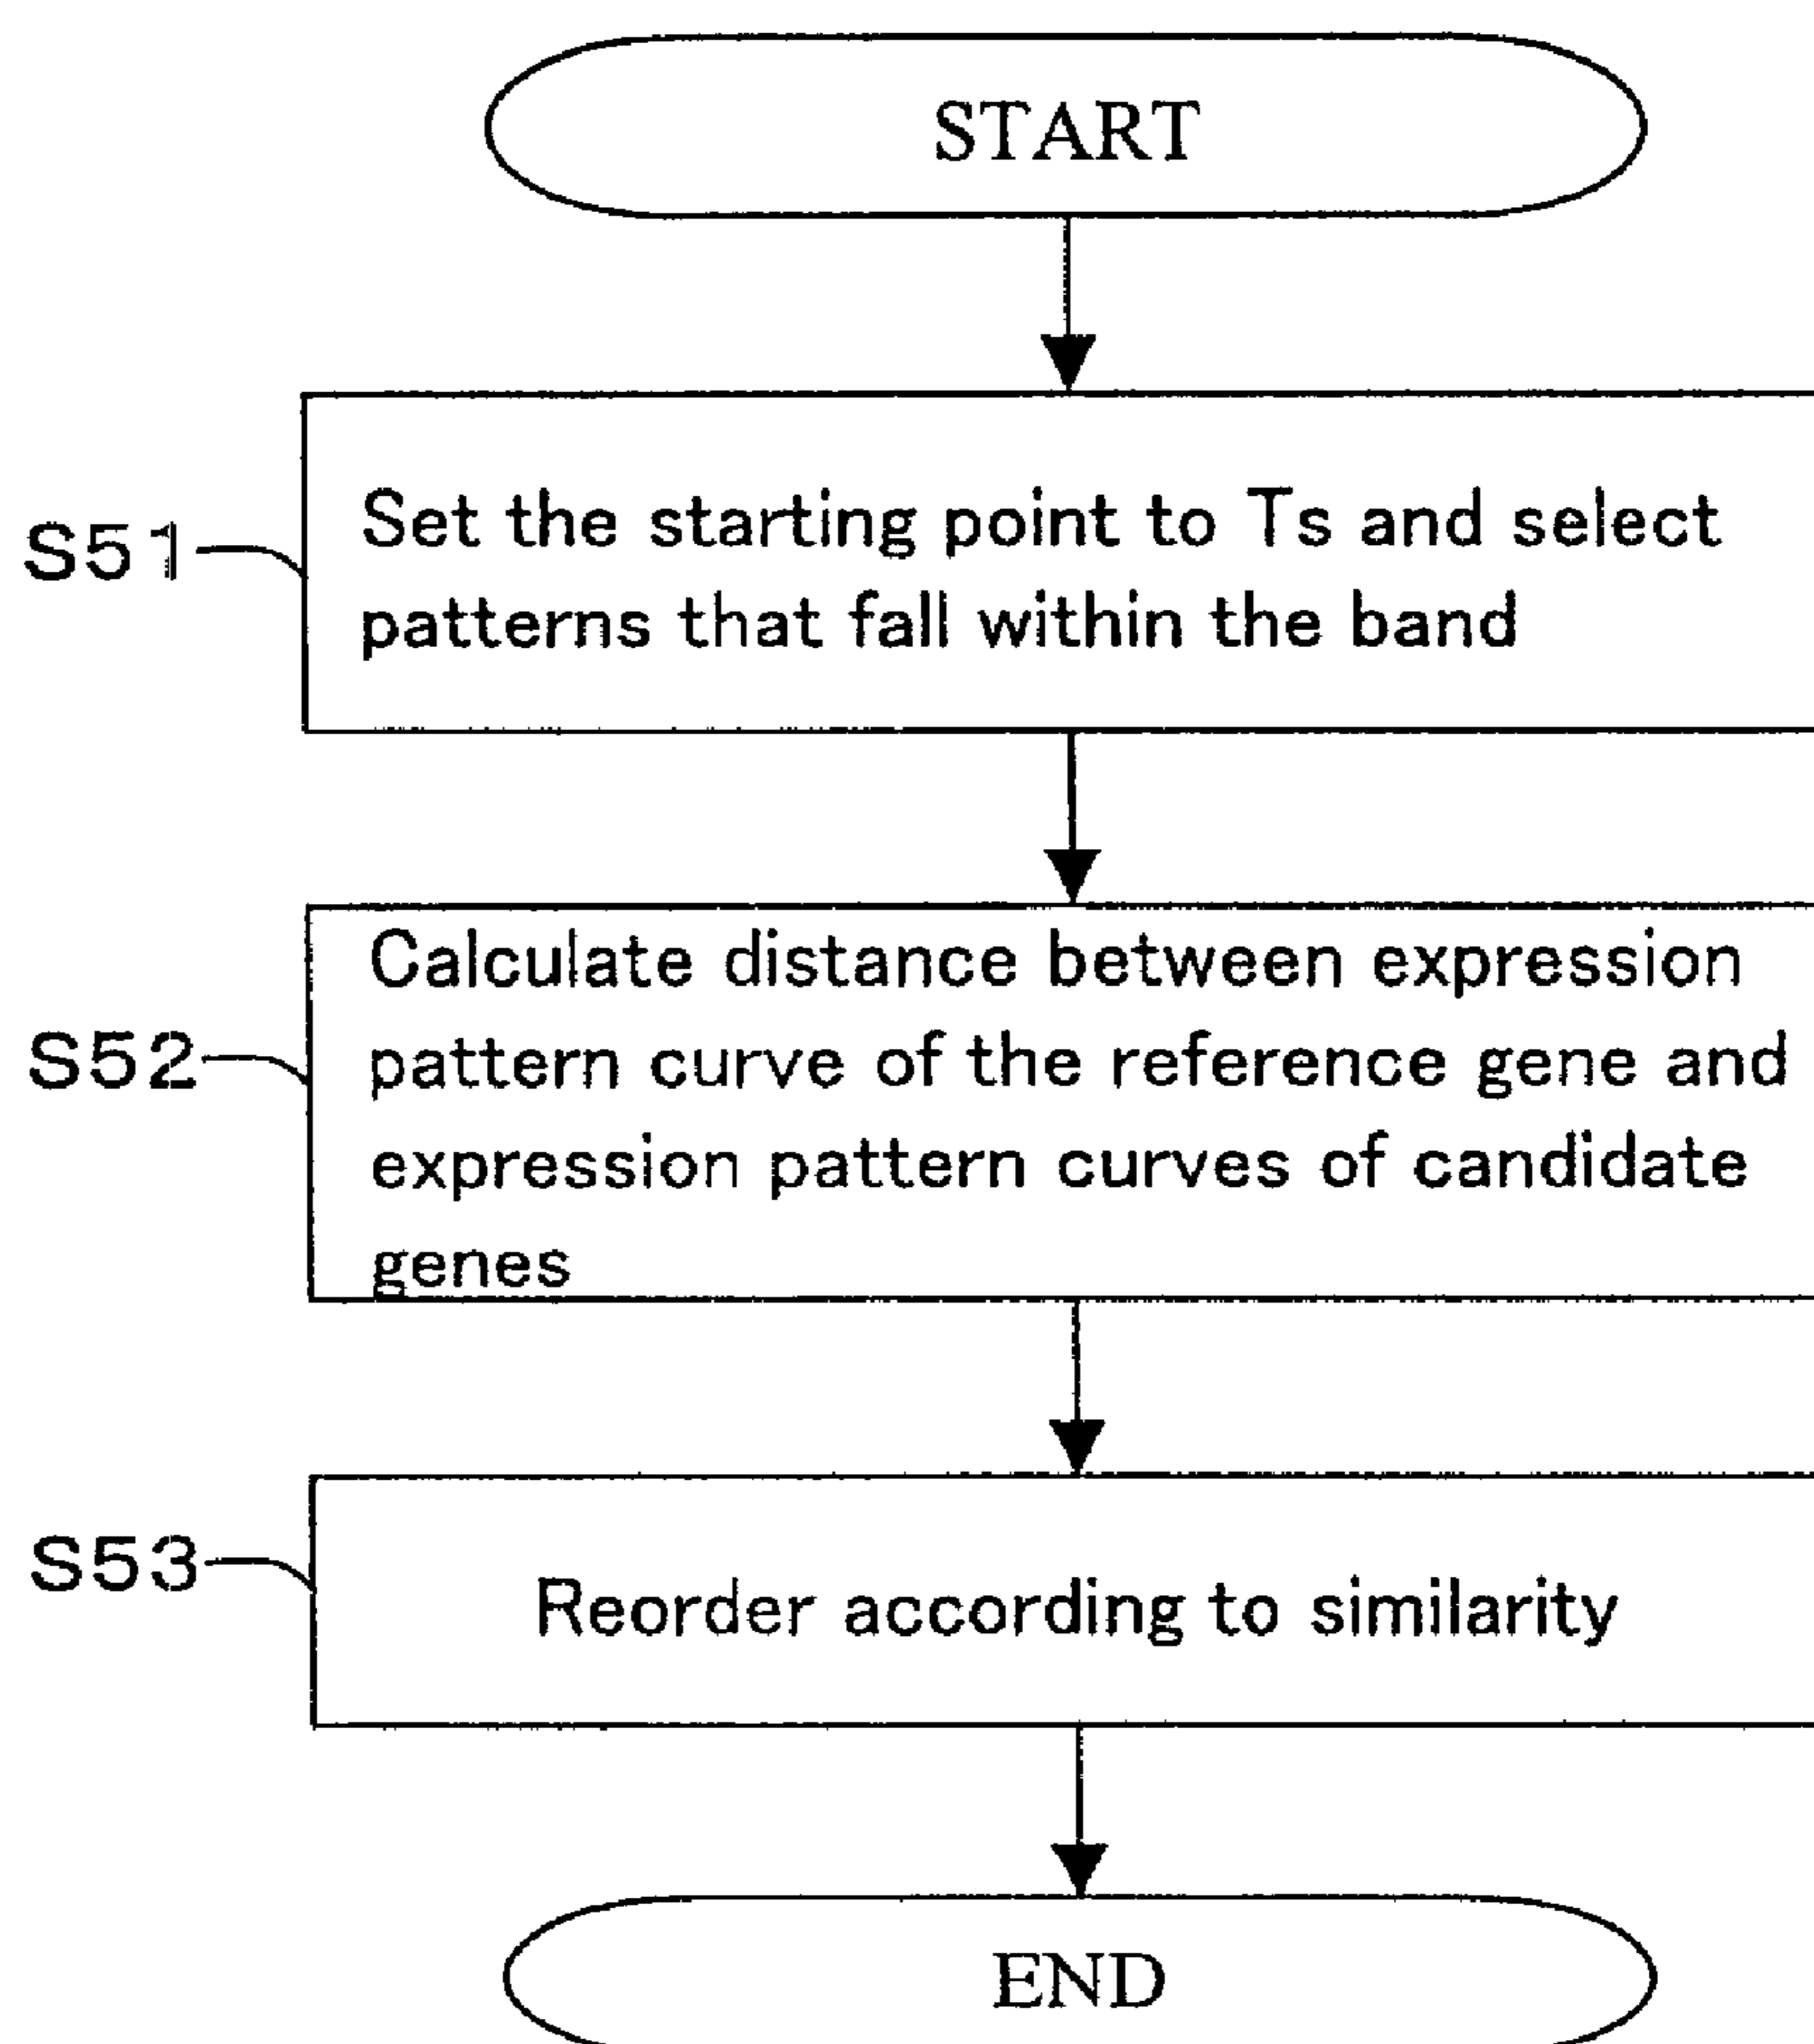 START
S51
Set the starting point to Ts and select
patterns that fall within the band
S52
Calculate distance between expression
pattern curve of the reference gene and
expression pattern curves of candidate
genes
S53
Reorder according to similarity
END